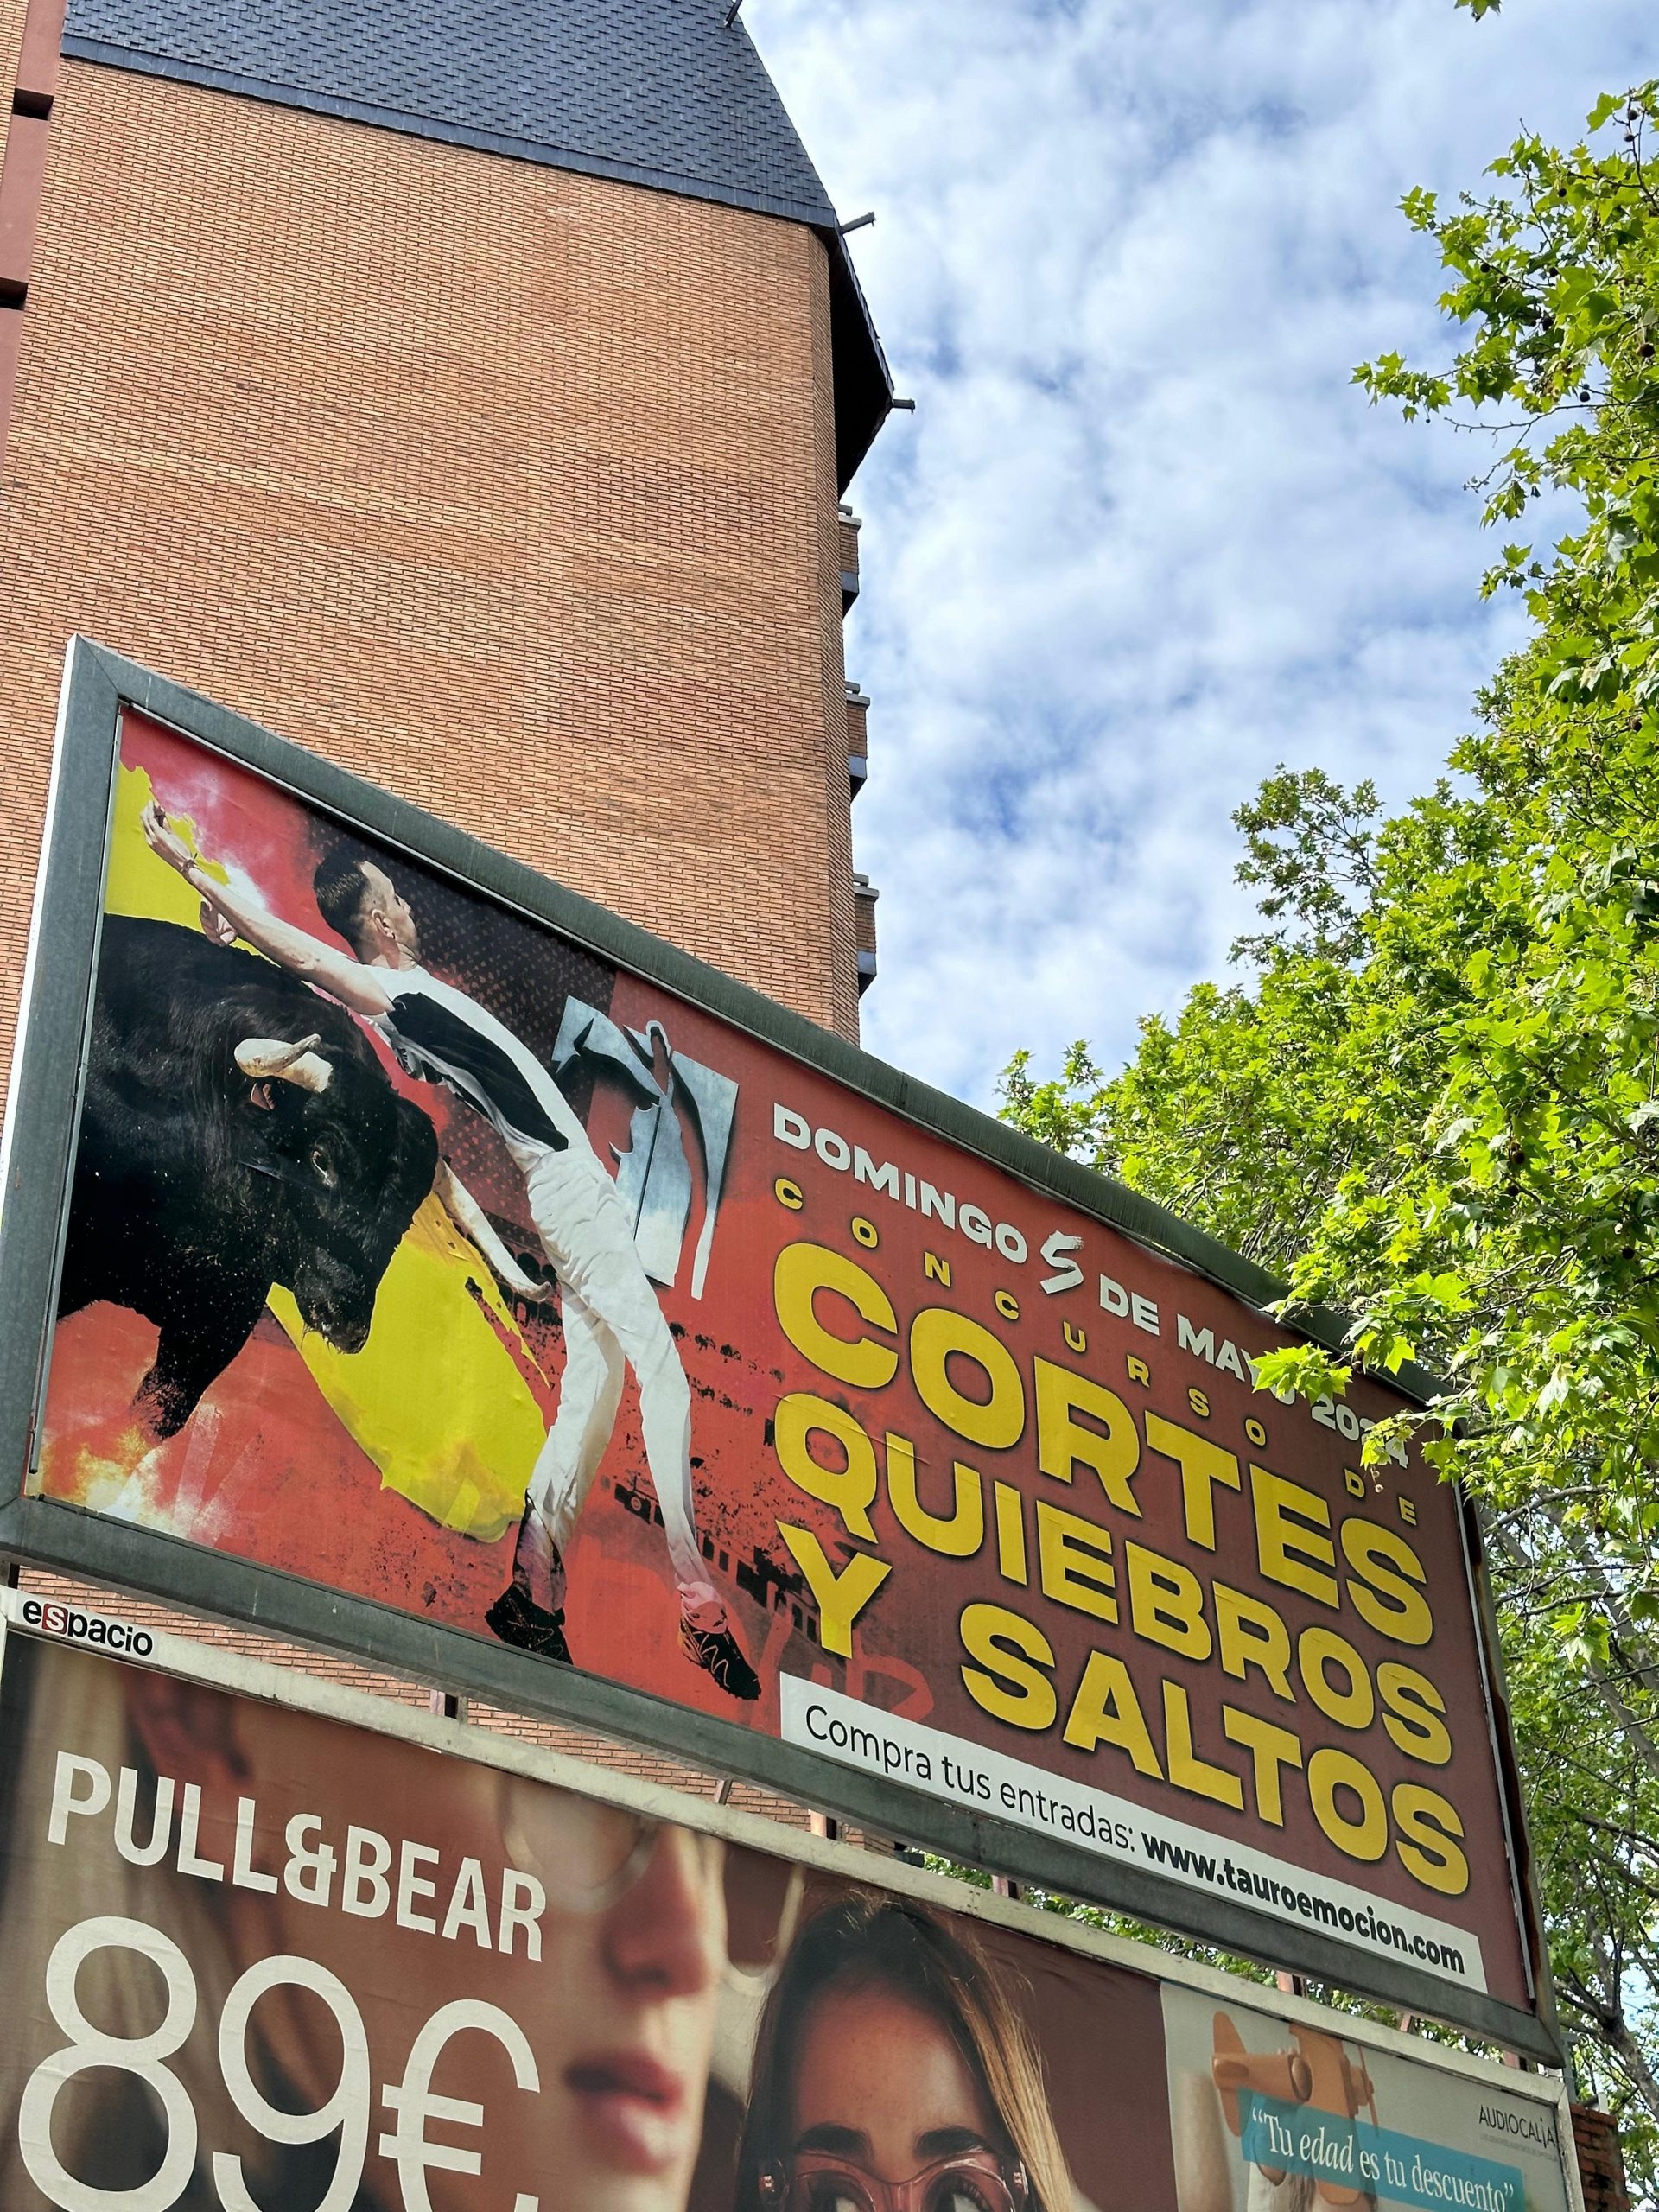 DOMINGO 5 DE MAYO 2024
CONCURSO DE
CORTES
QUIEBROS
Y SALTOS
Compra tus entradas: www.tauroemocion.com
espacio
PULL&BEAR
89€
AUDIOCALIA
"Tu edad es tu descuento"